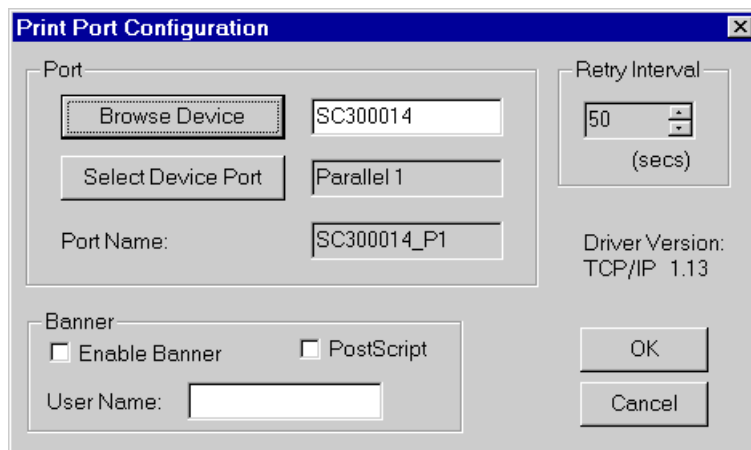 Print Port Configuration
Port
Browse Device
SC300014
Select Device Port
Parallel 1
Port Name:
SC300014_P1
Retry Interval
50
(secs)
Driver Version:
TCP/IP 1.13
Banner
Enable Banner
PostScript
User Name:
OK
Cancel